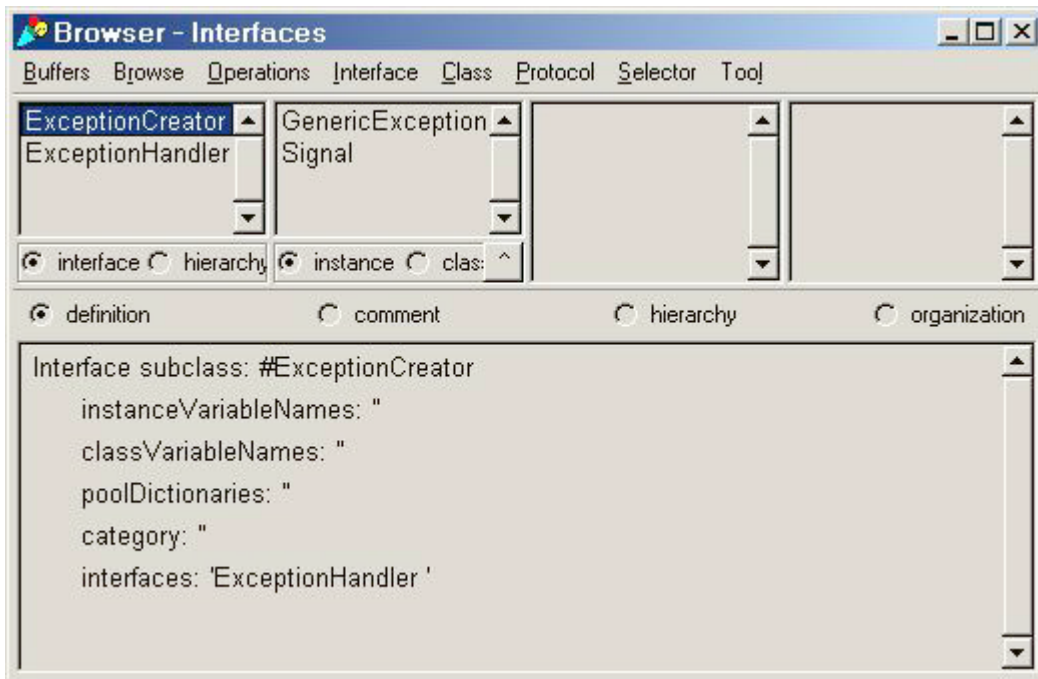 Browser - Interfaces
Buffers Browse Operations Interface Class Protocol Selector Tool
ExceptionCreator
ExceptionHandler
GenericException
Signal
interface hierarchy
instance clas ^
definition comment hierarchy organization
Interface subclass: #ExceptionCreator
instanceVariableNames: ''
classVariableNames: ''
poolDictionaries: ''
category: ''
interfaces: 'ExceptionHandler '